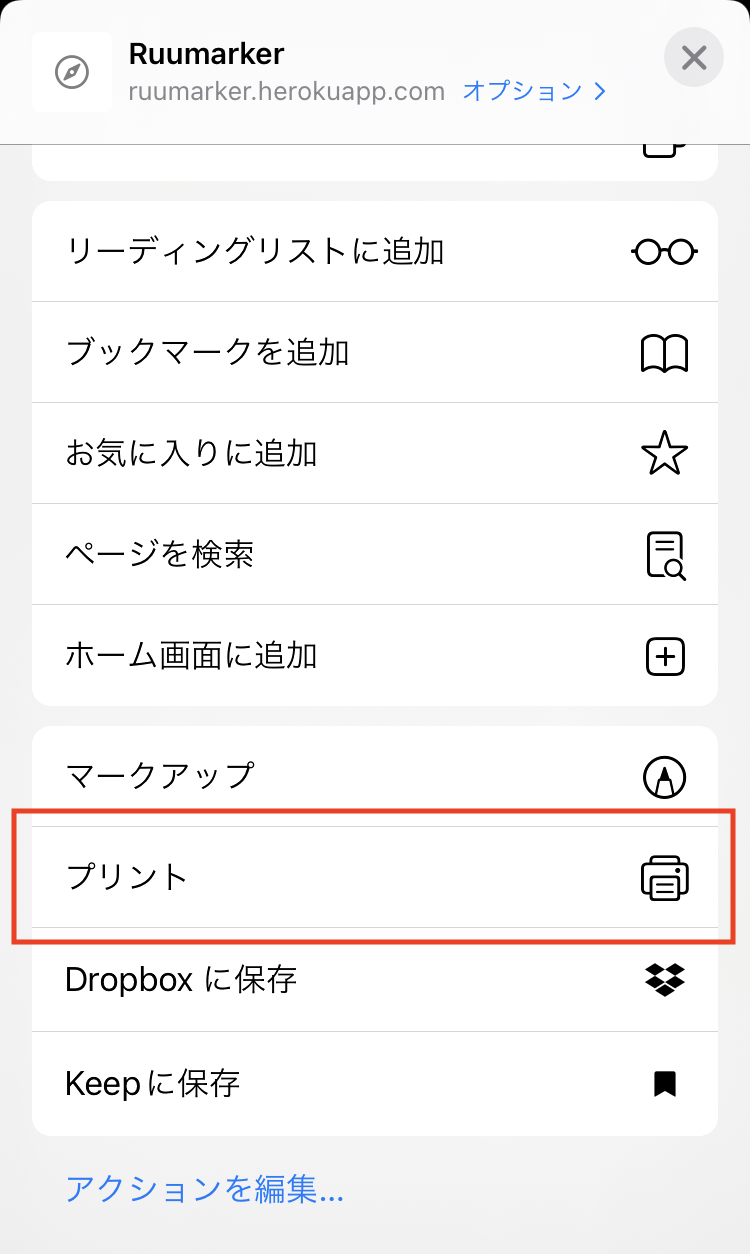 Ruumarker
ruumarker.herokuapp.com オプション
リーディングリストに追加
ブックマークを追加
お気に入りに追加
ページを検索
ホーム画面に追加
マークアップ
プリント
Dropbox に保存
Keepに保存
アクションを編集...